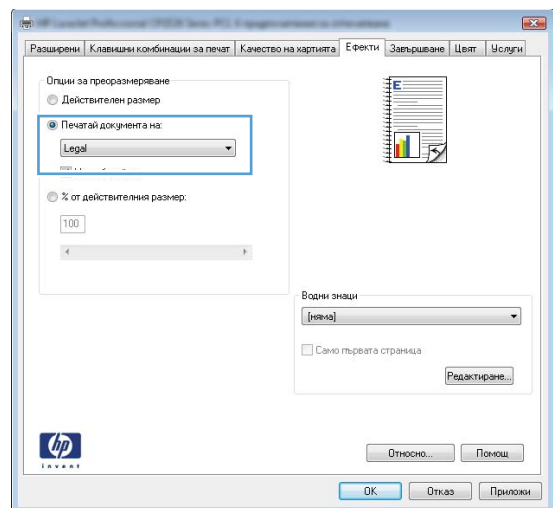 Разширени Клавишни комбинации за печат Качество на хартията Ефекти Завършване Цвят Услуги
Опции за преоразмеряване
Действителен размер
Печатай документа на:
Legal
% от действителния размер:
100
E
Водни знаци
[няма]
Само първата страница
Редактиране...
hp
invent
Относно... Помощ
OK Отказ Приложи